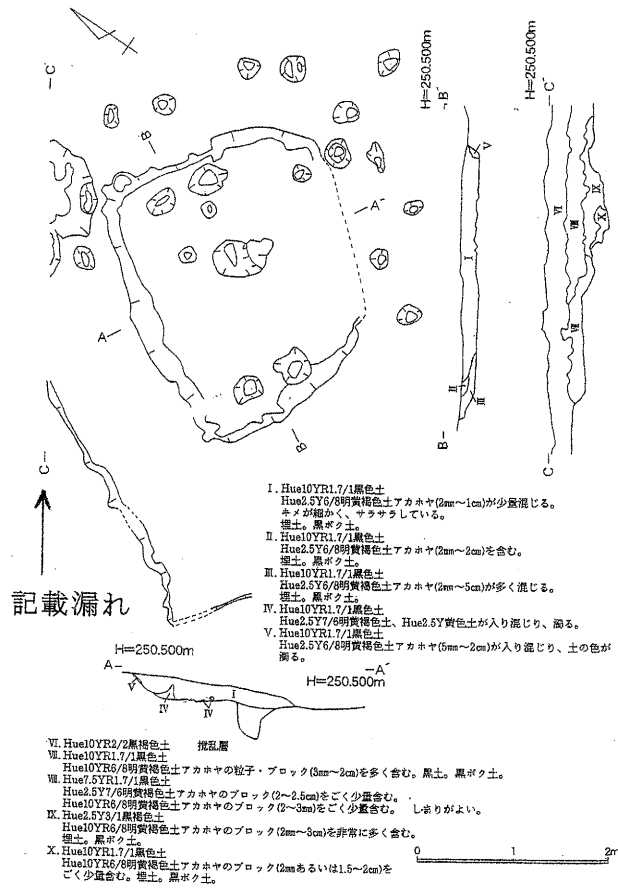 C´
B´
A´
A
B
C
H=250.500m
B´
V
I
II
III
B
H=250.500m
C´
VI
IX
VIII
X
VII
C
記載漏れ
I. Hue10YR1.7/1黒色土
Hue2.5Y6/8明黄褐色土アカホヤ(2mm～1cm)が少量混じる。
キメが細かく、サラサラしている。
埋土。黒ボク土。
II. Hue10YR1.7/1黒色土
Hue2.5Y6/8明黄褐色土アカホヤ(2mm～2cm)を含む。
埋土。黒ボク土。
III. Hue10YR1.7/1黒色土
Hue2.5Y6/8明黄褐色土アカホヤ(2mm～5cm)が多く混じる。
埋土。黒ボク土。
IV. Hue10YR1.7/1黒色土
Hue2.5Y7/6明黄褐色土、Hue2.5Y黄色土が入り混じり、濁る。
V. Hue10YR1.7/1黒色土
Hue2.5Y6/8明黄褐色土アカホヤ(5mm～2cm)が入り混じり、土の色が
濁る。
H=250.500m
A
A´
H=250.500m
V
IV
IV
I
VI. Hue10YR2/2黒褐色土 撹乱層
VII. Hue10YR1.7/1黒色土
Hue10YR6/8明黄褐色土アカホヤの粒子・ブロック(3mm～2cm)を多く含む。黒土。黒ボク土。
VIII. Hue7.5YR1.7/1黒色土
Hue2.5Y7/6明黄褐色土アカホヤのブロック(2～2.5cm)をごく少量含む。
Hue10YR6/8明黄褐色土アカホヤのブロック(2～3mm)をごく少量含む。 しまりがよい。
IX. Hue2.5Y3/1黒褐色土
Hue10YR6/8明黄褐色土アカホヤのブロック(2mm～3cm)を非常に多く含む。
埋土。黒ボク土。
X. Hue10YR1.7/1黒色土
Hue10YR6/8明黄褐色土アカホヤのブロック(2mmあるいは1.5～2cm)を
ごく少量含む。埋土。黒ボク土。
0 1 2m